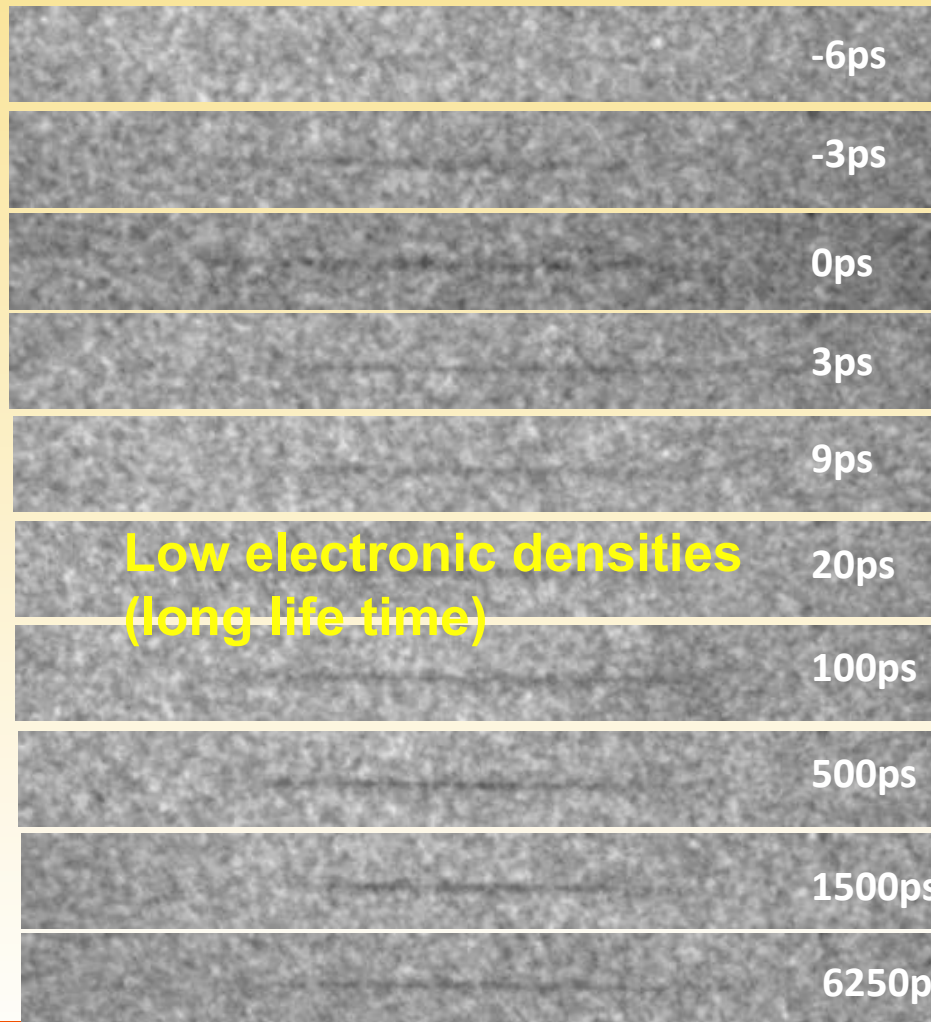 -6ps
-3ps
0ps
3ps
9ps
Low electronic densities
20ps
(long life time)
100ps
500ps
1500ps
6250p